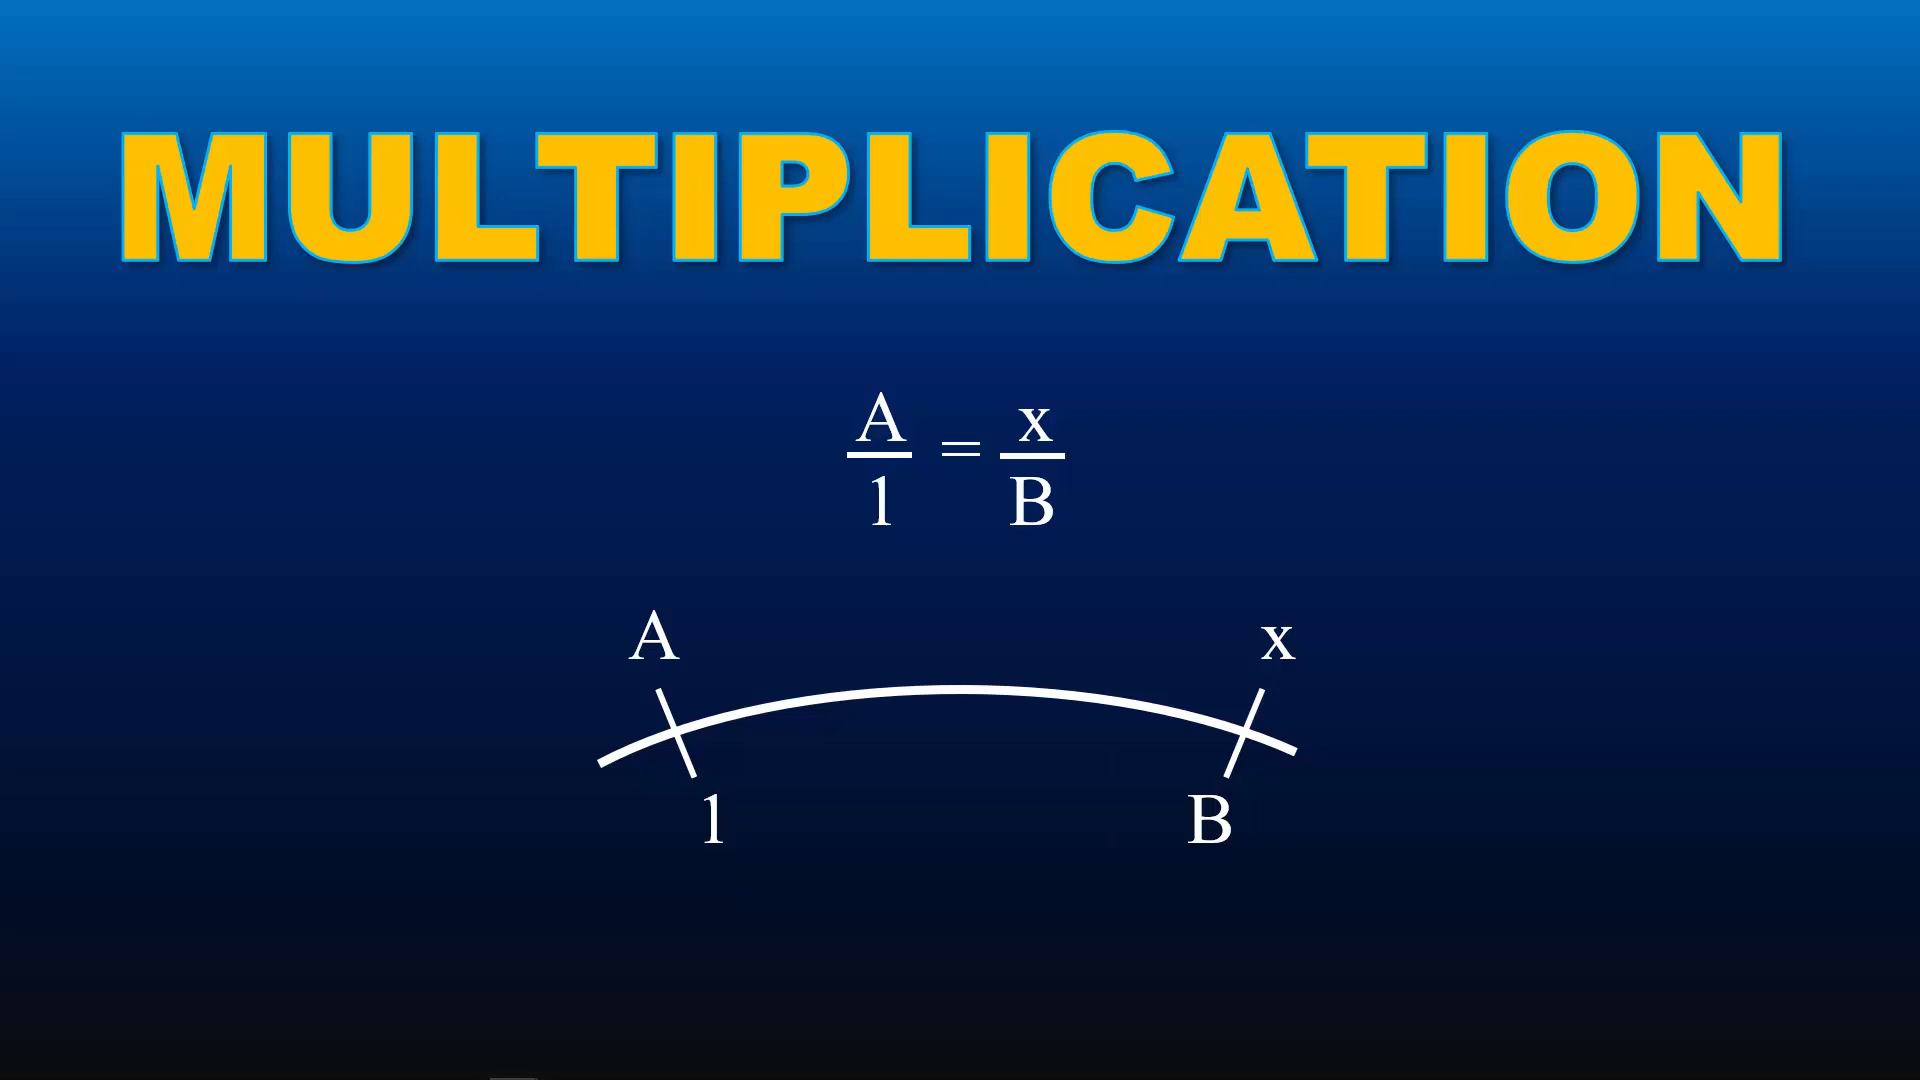 MULTIPLICATION
A x
— = —
1 B
A x
1 B